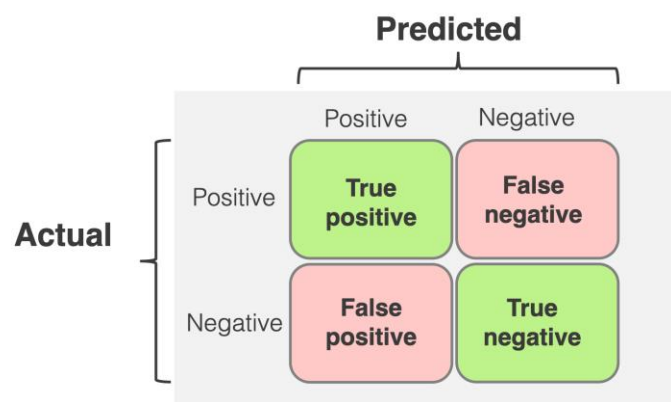 Predicted
Positive Negative
Positive
True
positive
False
negative
Actual
Negative
False
positive
True
negative